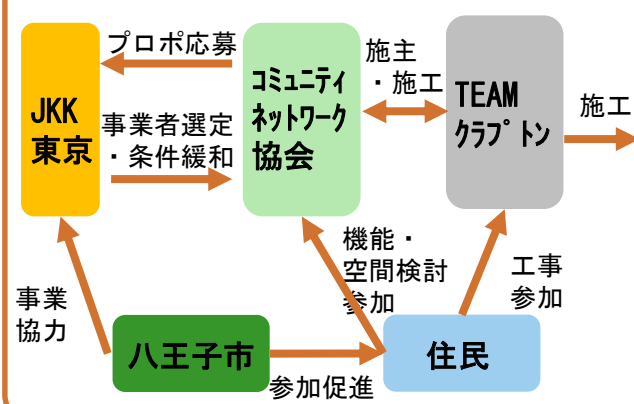 プロポ応募
JKK
東京
事業者選定
・条件緩和
コミュニティ
ネットワーク
協会
施主
・施工
TEAM
クラプトン
施工
事業
協力
機能・
空間検討
参加
工事
参加
八王子市
参加促進
住民